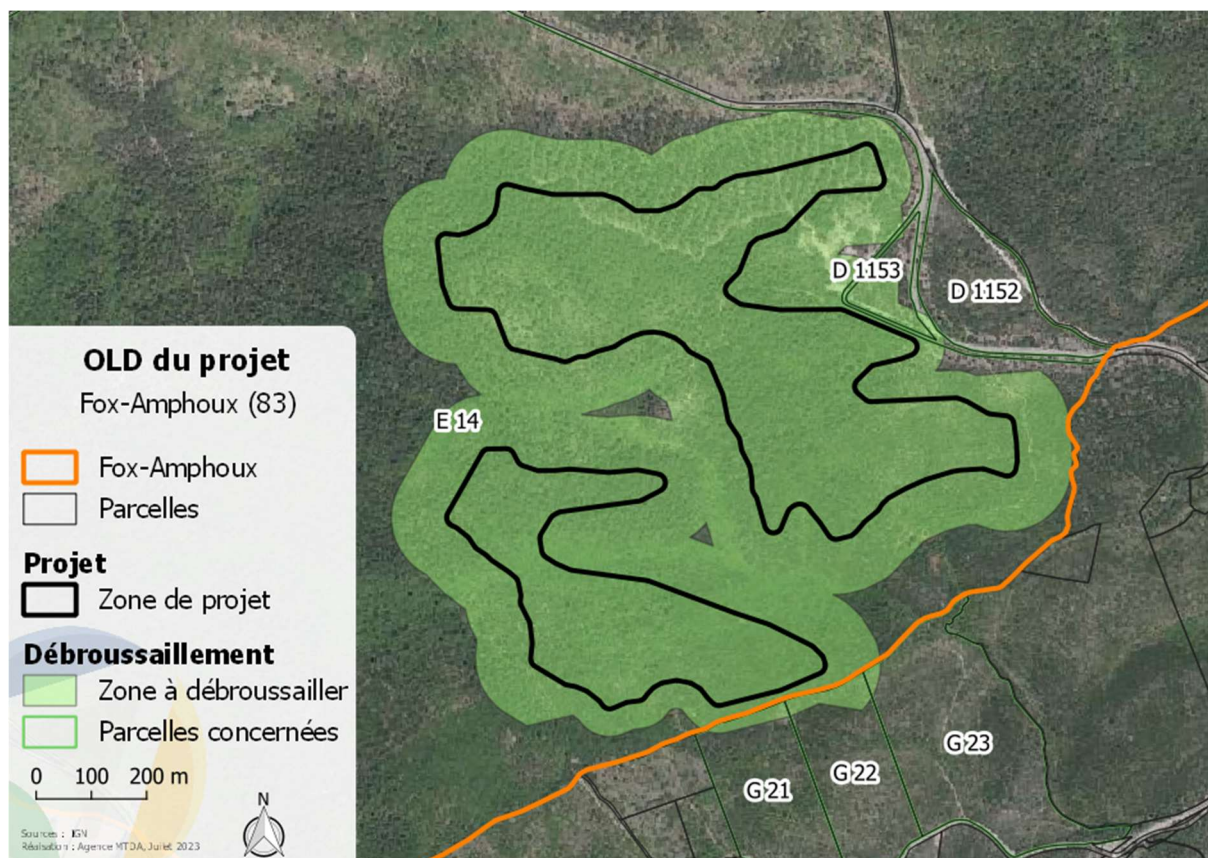 D 1153
D 1152
E 14
G 21
G 22
G 23
OLD du projet
Fox-Amphoux (83)
Fox-Amphoux
Parcelles
Projet
Zone de projet
Débroussaillement
Zone à débroussailler
Parcelles concernées
0 100 200 m
N
Sources : IGN
Réalisation : Agence MTDA, Juillet 2023